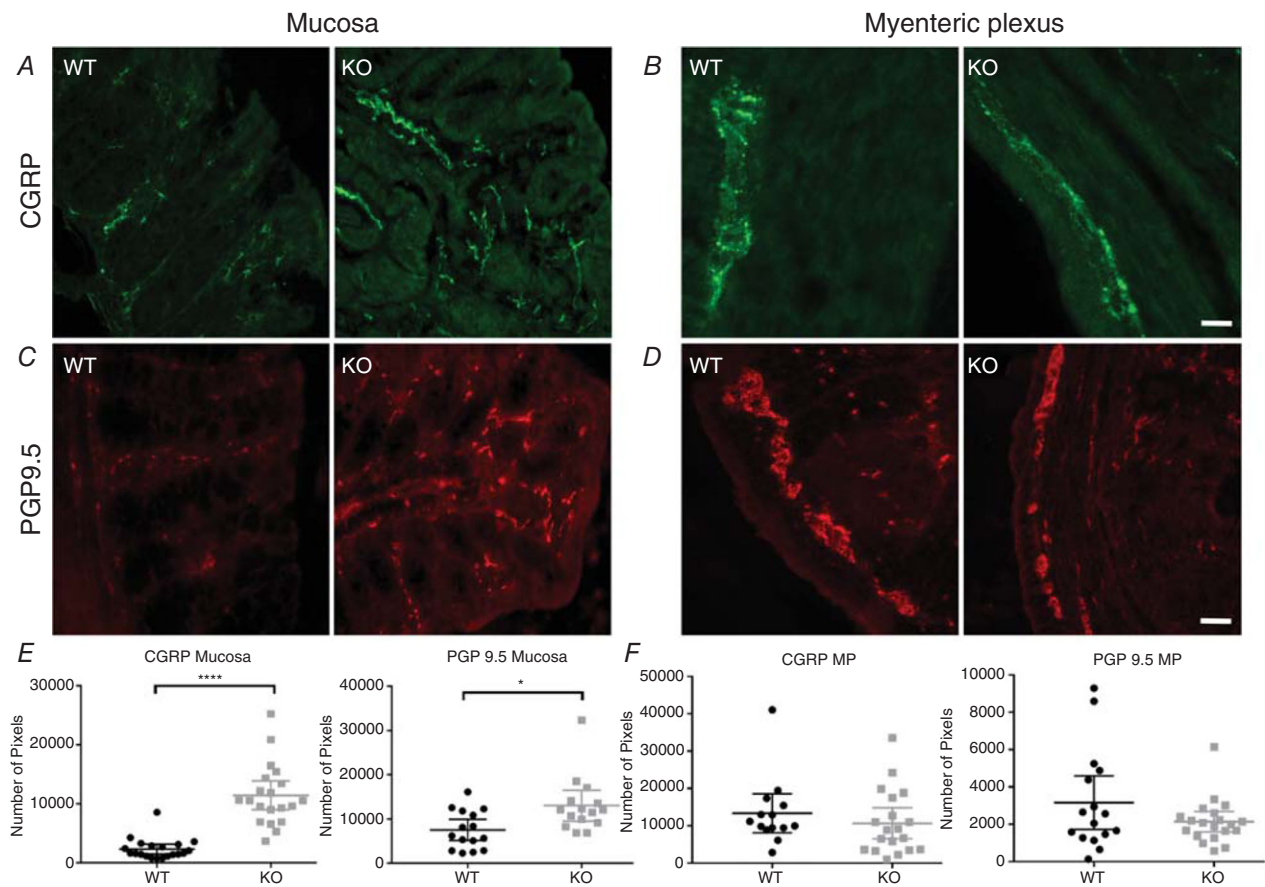 Mucosa
Myenteric plexus
A
WT
KO
B
WT
KO
CGRP
C
WT
KO
D
WT
KO
PGP9.5
E
CGRP Mucosa
****
Number of Pixels
30000
20000
10000
0
WT
KO
PGP 9.5 Mucosa
*
Number of Pixels
40000
30000
20000
10000
0
WT
KO
F
CGRP MP
Number of Pixels
50000
40000
30000
20000
10000
0
WT
KO
PGP 9.5 MP
Number of Pixels
10000
8000
6000
4000
2000
0
WT
KO